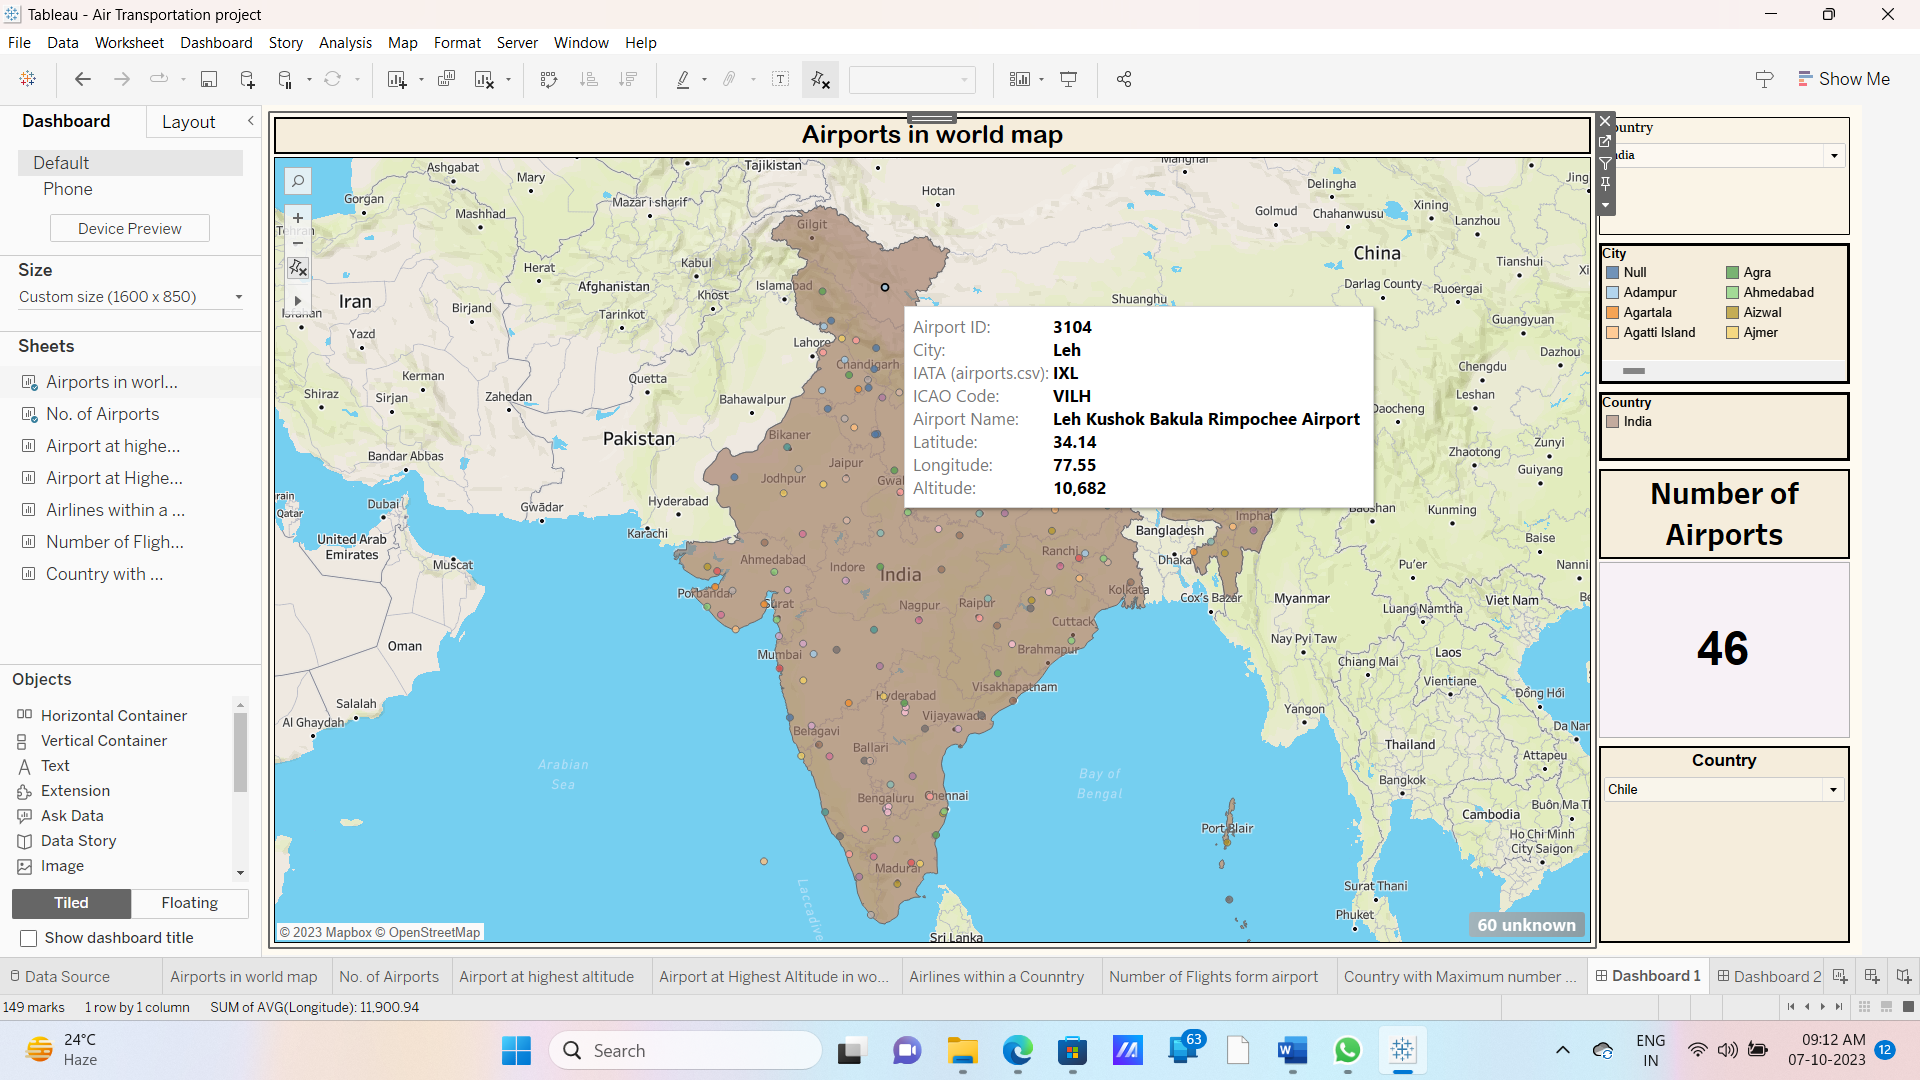 Tableau - Air Transportation project
File Data Worksheet Dashboard Story Analysis Map Format Server Window Help
Show Me
Dashboard
Layout
Default
Phone
Device Preview
Size
Custom size (1600 x 850)
Sheets
Airports in worl...
No. of Airports
Airport at highe...
Airport at Highe...
Airlines within a ...
Number of Fligh...
Country with ...
Objects
Horizontal Container
Vertical Container
Text
Extension
Ask Data
Data Story
Image
Tiled
Floating
Show dashboard title
Airports in world map
Ashgabat
Tajikistan
Mary
Hotan
Delingha
Gorgan
Mazar i-sharif
Mashhad
Golmud
Chahanwusu
Xining
Lanzhou
Gilgit
China
Kabul
Herat
Islamabad
Tianshui
Afghanistan
Khost
Darlag County
Ruoergai
Iran
Birjand
Tarinkot
Shuanghu
Guangyuan
Yazd
Lahore
Chandigarh
Dazhou
Kerman
Quetta
Chengdu
Shiraz
Sirjan
Zahedan
Bahawalpur
Leshan
Daocheng
Pakistan
Bikaner
Zunyi
Bandar Abbas
Jaipur
Zhaotong
Guiyang
Jodhpur
Dubai
Hyderabad
Qatar
Gwādar
Baoshan
Kunming
Karachi
Imphal
United Arab
Emirates
Bangladesh
Baise
Ranchi
Muscat
Ahmedabad
Indore
India
Dhaka
Pu'er
Porbandar
Surat
Kolkata
Cox's Bazar
Myanmar
Viet Nam
Nagpur
Raipur
Luang Namtha
Cuttack
Oman
Mumbai
Brahmapur
Nay Pyi Taw
Laos
Chiang Mai
Hyderabad
Visakhapatnam
Vientiane
Đồng Hới
Salalah
Yangon
Al Ghaydah
Vijayawada
Belagavi
Thailand
Ballari
Arabian
Sea
Bay of
Bengal
Attapeu
Bangkok
Bengaluru
Chennai
Cambodia
Port Blair
Ho Chi Minh
City Saigon
Madurai
Laccadive
Surat Thani
Phuket
Sri Lanka
Airport ID: 3104
City: Leh
IATA (airports.csv): IXL
ICAO Code: VILH
Airport Name: Leh Kushok Bakula Rimpochee Airport
Latitude: 34.14
Longitude: 77.55
Altitude: 10,682
© 2023 Mapbox © OpenStreetMap
60 unknown
City
Null Agra
Adampur Ahmedabad
Agartala Aizwal
Agatti Island Ajmer
Country
India
Number of
Airports
46
Country
Chile
Data Source Airports in world map No. of Airports Airport at highest altitude Airport at Highest Altitude in wo... Airlines within a Counntry Number of Flights form airport Country with Maximum number ... Dashboard 1 Dashboard 2
149 marks 1 row by 1 column SUM of AVG(Longitude): 11,900.94
24°C
Haze
Search
63
ENG
IN
09:12 AM
07-10-2023
12